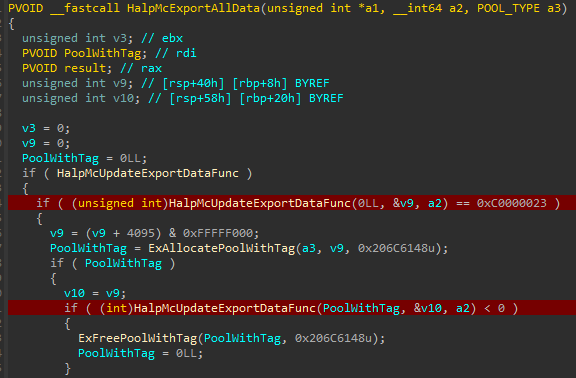 PVOID __fastcall HalpMcExportAllData(unsigned int *a1, __int64 a2, POOL_TYPE a3)
{
unsigned int v3; // ebx
PVOID PoolWithTag; // rdi
PVOID result; // rax
unsigned int v9; // [rsp+40h] [rbp+8h] BYREF
unsigned int v10; // [rsp+58h] [rbp+20h] BYREF
v3 = 0;
v9 = 0;
PoolWithTag = 0LL;
if ( HalpMcUpdateExportDataFunc )
{
if ( (unsigned int)HalpMcUpdateExportDataFunc(0LL, &v9, a2) == 0xC0000023 )
{
v9 = (v9 + 4095) & 0xFFFFF000;
PoolWithTag = ExAllocatePoolWithTag(a3, v9, 0x206C6148u);
if ( PoolWithTag )
{
v10 = v9;
if ( (int)HalpMcUpdateExportDataFunc(PoolWithTag, &v10, a2) < 0 )
{
ExFreePoolWithTag(PoolWithTag, 0x206C6148u);
PoolWithTag = 0LL;
}